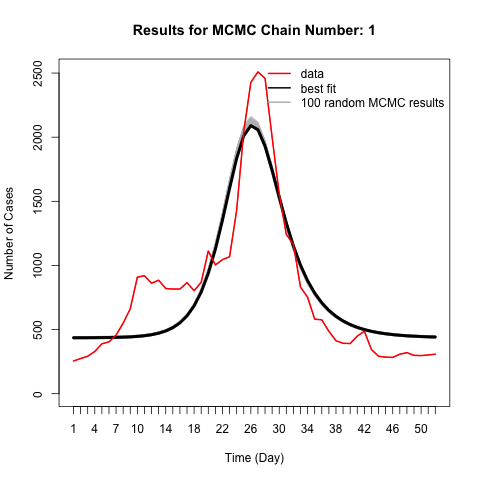 Results for MCMC Chain Number: 1
data
best fit
100 random MCMC results
Number of Cases
2500
2000
1500
1000
500
0
1 4 7 10 14 18 22 26 30 34 38 42 46 50
Time (Day)